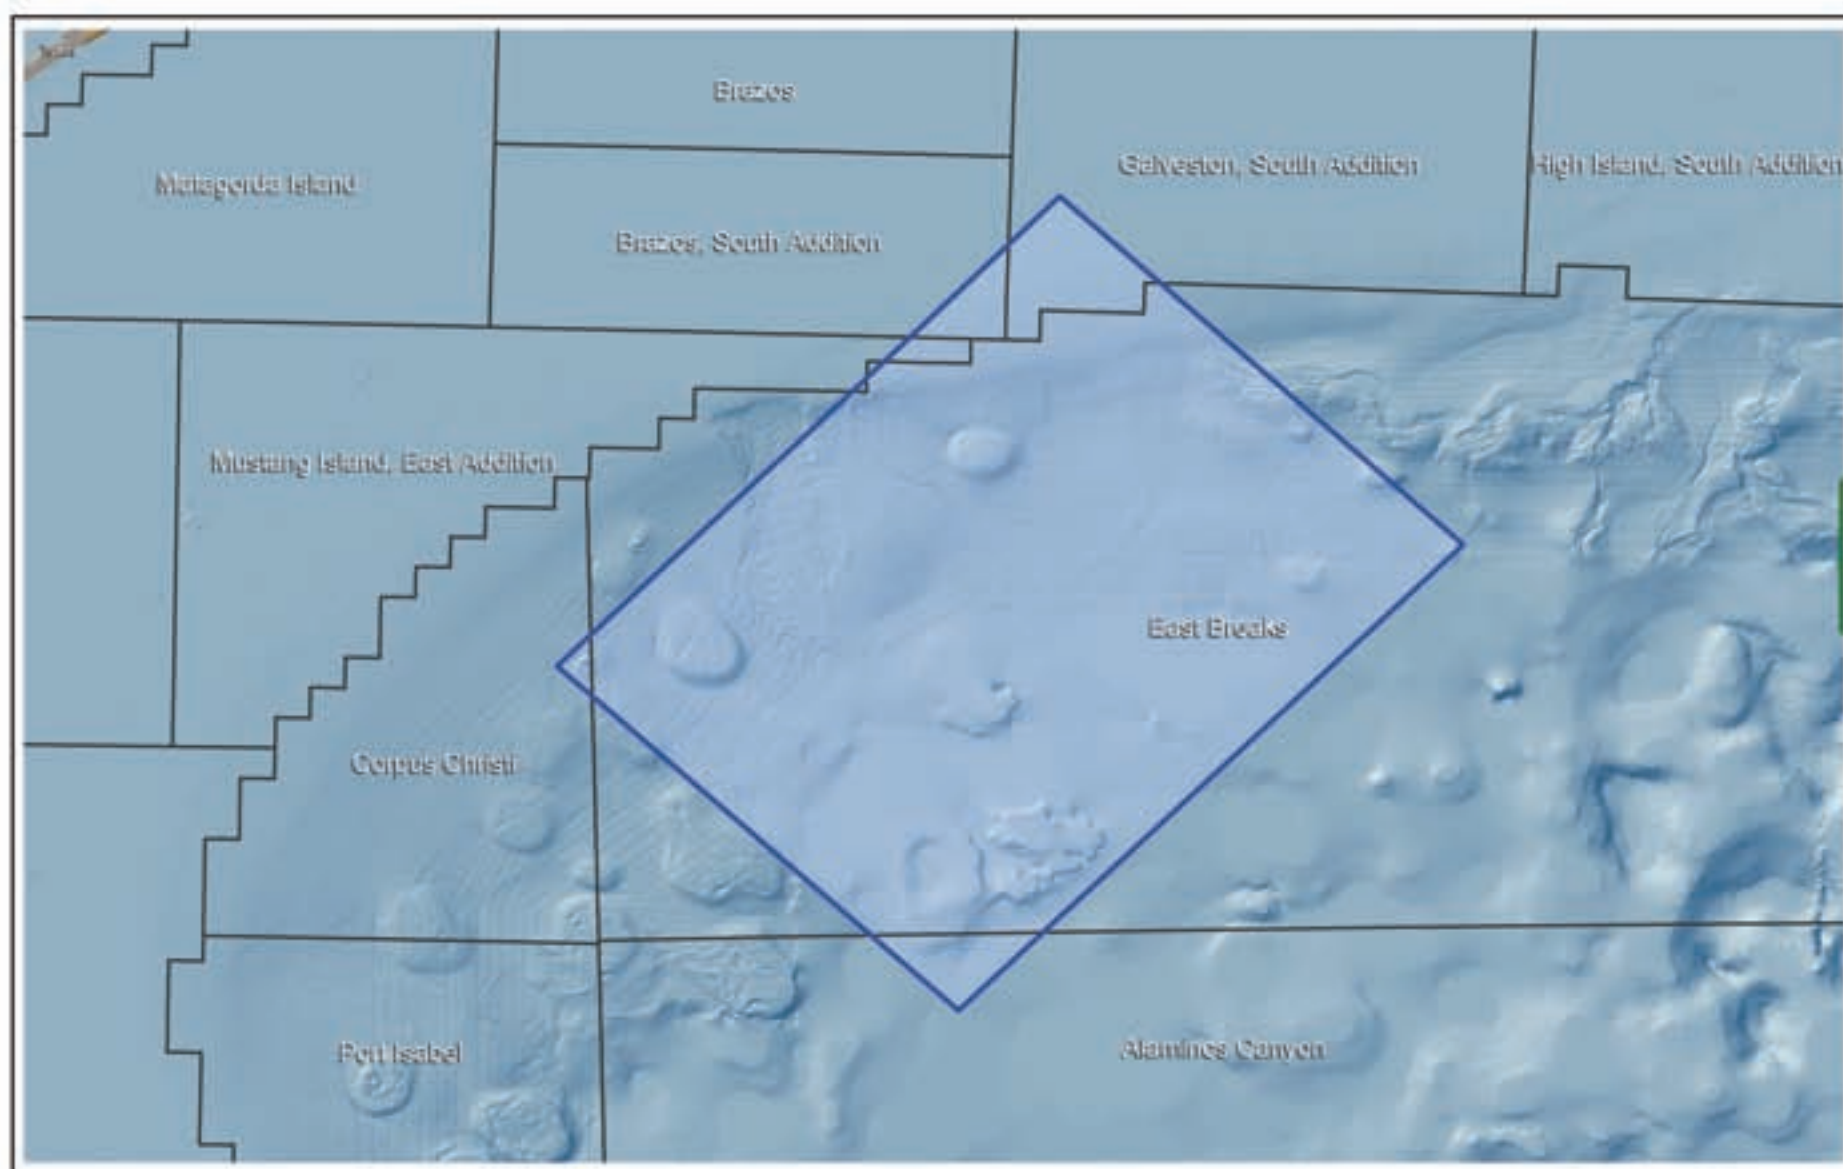 Brazos
Galveston, South Addition
High Island, South Addition
Matagorda Island
Brazos, South Addition
Mustang Island, East Addition
East Breaks
Corpus Christi
Port Isabel
Alaminos Canyon